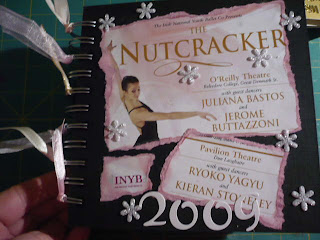 The Irish National Youth Ballet Co Presents
THE
NUTCRACKER
O'Reilly Theatre
Belvedere College, Great Denmark St
with guest dancers
JULIANA BASTOS
and
JEROME
BUTTAZZONI
Pavilion Theatre
Dun Laoghaire
with guest dancers
RYOKO YAGYU
and
KIERAN STONELEY
INYB
2009